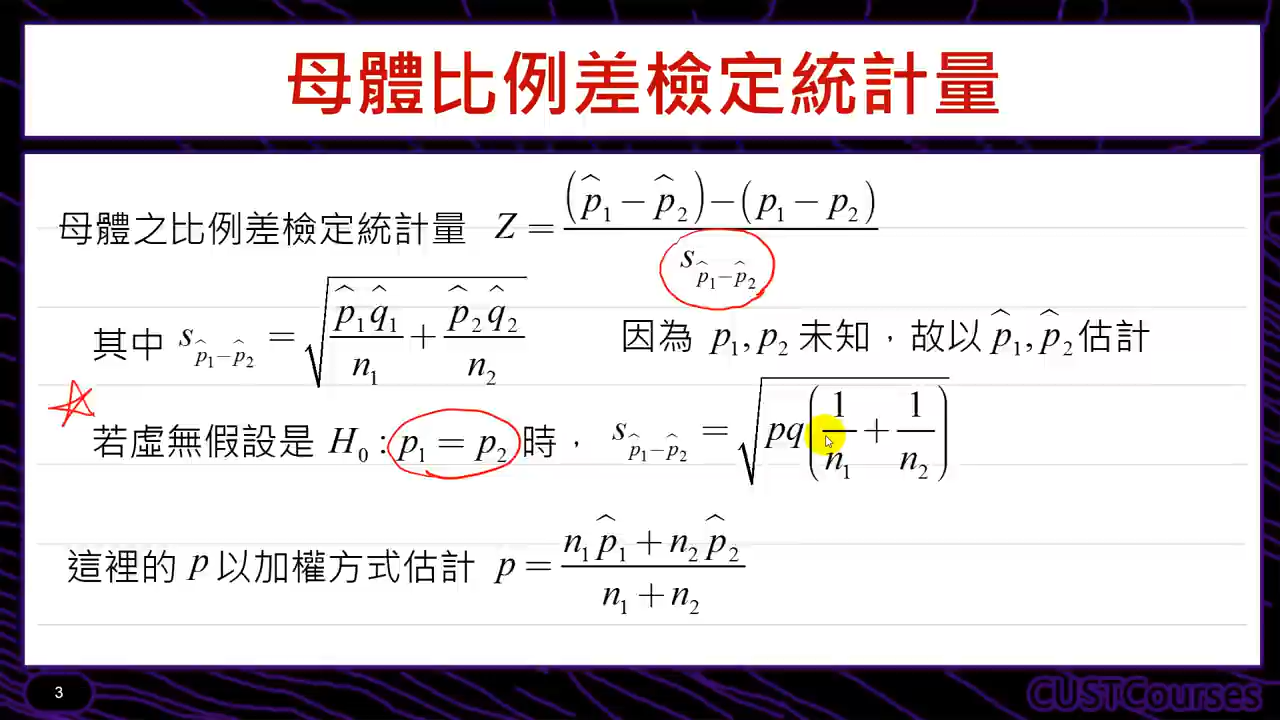 母體比例差檢定統計量
母體之比例差檢定統計量 Z = ((p̂₁ − p̂₂) − (p₁ − p₂)) / s_{p̂₁−p̂₂}
其中 s_{p̂₁−p̂₂} = √(p̂₁q̂₁/n₁ + p̂₂q̂₂/n₂) 因為 p₁, p₂ 未知，故以 p̂₁, p̂₂ 估計
若虛無假設是 H₀ : p₁ = p₂ 時， s_{p̂₁−p̂₂} = √(pq(1/n₁ + 1/n₂))
這裡的 p 以加權方式估計 p = (n₁p̂₁ + n₂p̂₂) / (n₁ + n₂)
3
CUSTCourses